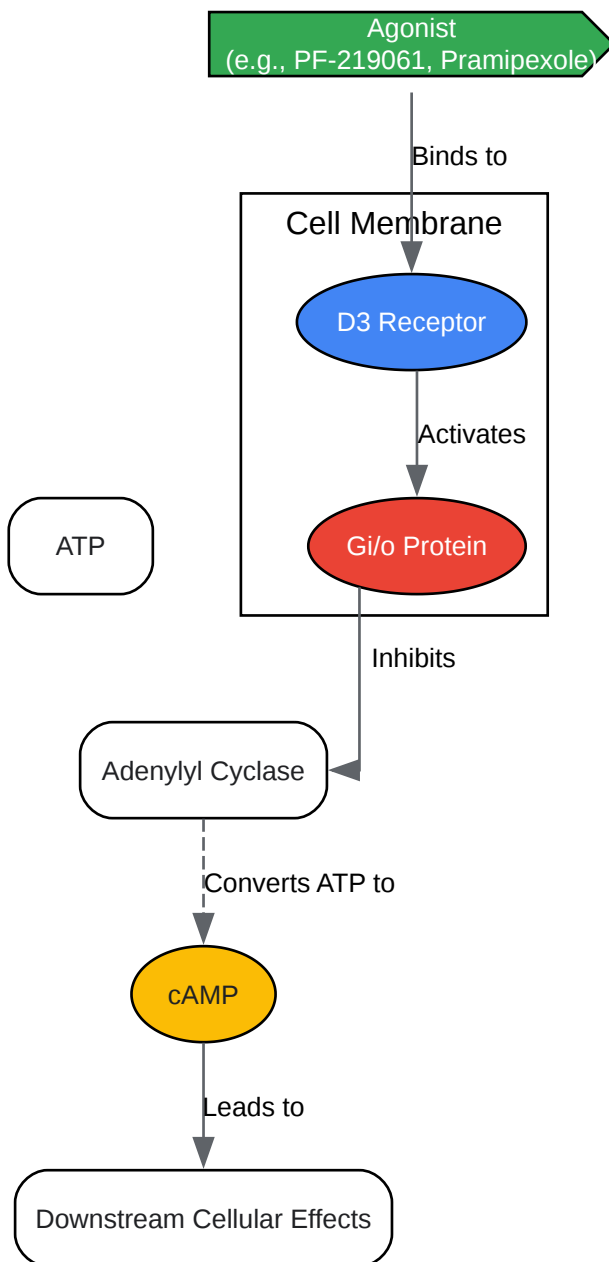 Agonist
(e.g., PF-219061, Pramipexole)
Binds to
Cell Membrane
D3 Receptor
Activates
ATP
Gi/o Protein
Inhibits
Adenylyl Cyclase
Converts ATP to
cAMP
Leads to
Downstream Cellular Effects